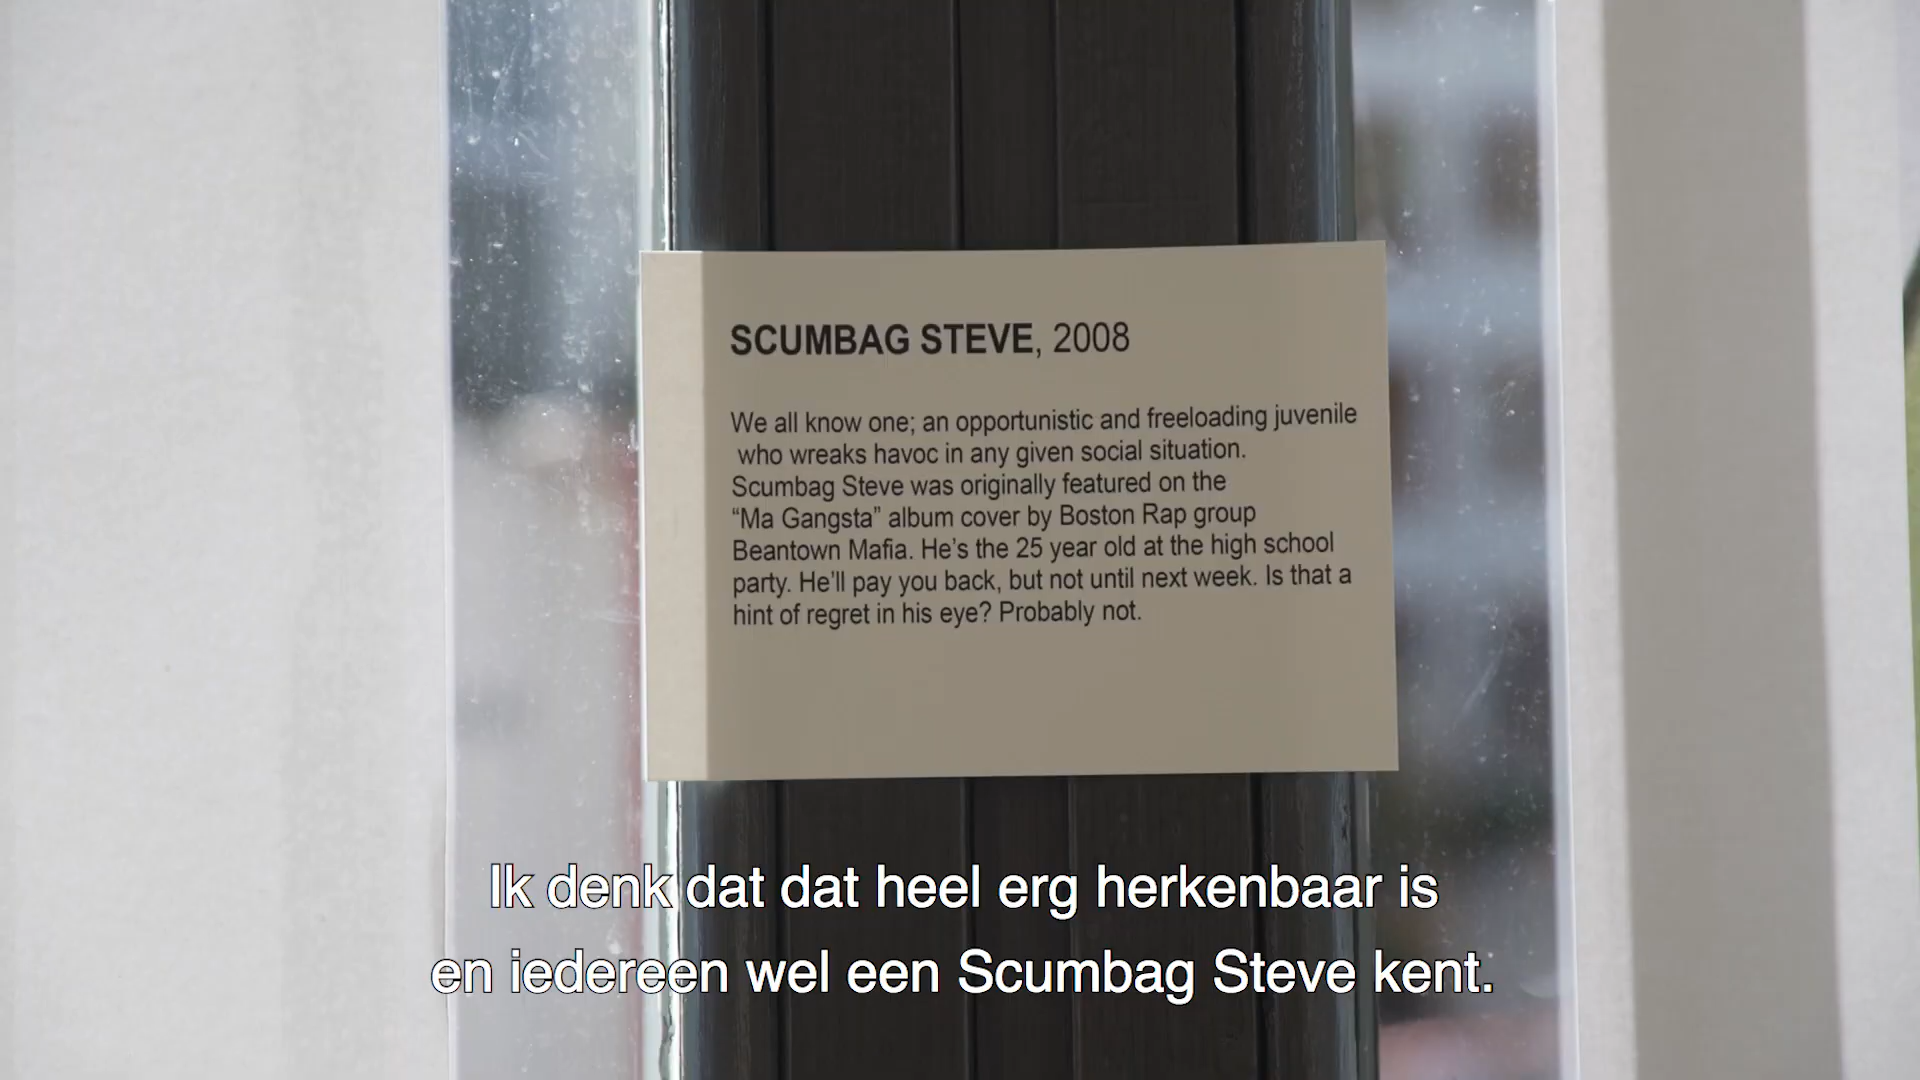 SCUMBAG STEVE, 2008
We all know one; an opportunistic and freeloading juvenile
who wreaks havoc in any given social situation.
Scumbag Steve was originally featured on the
“Ma Gangsta” album cover by Boston Rap group
Beantown Mafia. He’s the 25 year old at the high school
party. He’ll pay you back, but not until next week. Is that a
hint of regret in his eye? Probably not.
Ik denk dat dat heel erg herkenbaar is
en iedereen wel een Scumbag Steve kent.